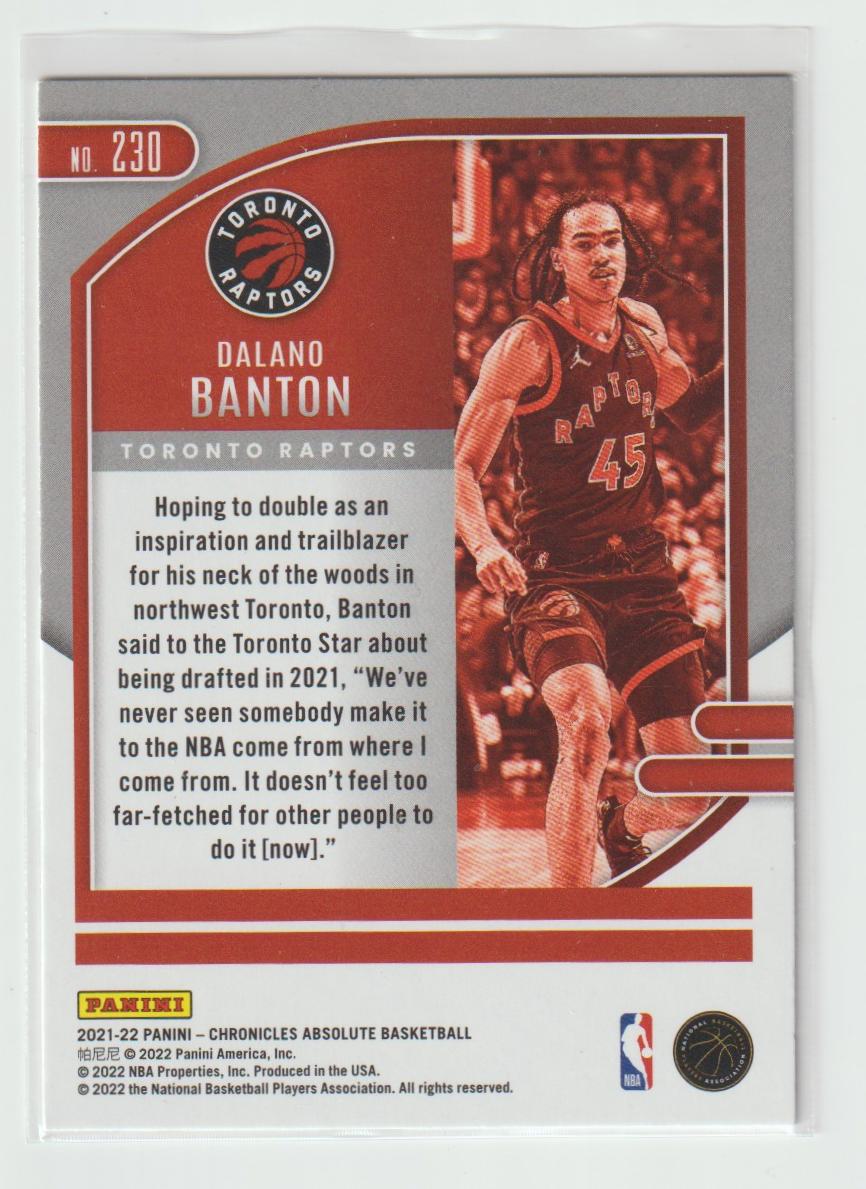 NO. 230
TORONTO
RAPTORS
DALANO
BANTON
TORONTO RAPTORS
RAPTORS
45
Hoping to double as an
inspiration and trailblazer
for his neck of the woods in
northwest Toronto, Banton
said to the Toronto Star about
being drafted in 2021, “We’ve
never seen somebody make it
to the NBA come from where I
come from. It doesn’t feel too
far-fetched for other people to
do it [now].”
PANINI
2021-22 PANINI – CHRONICLES ABSOLUTE BASKETBALL
帕尼尼 © 2022 Panini America, Inc.
© 2022 NBA Properties, Inc. Produced in the USA.
© 2022 the National Basketball Players Association. All rights reserved.
NBA
NATIONAL BASKETBALL
PLAYERS ASSOCIATION